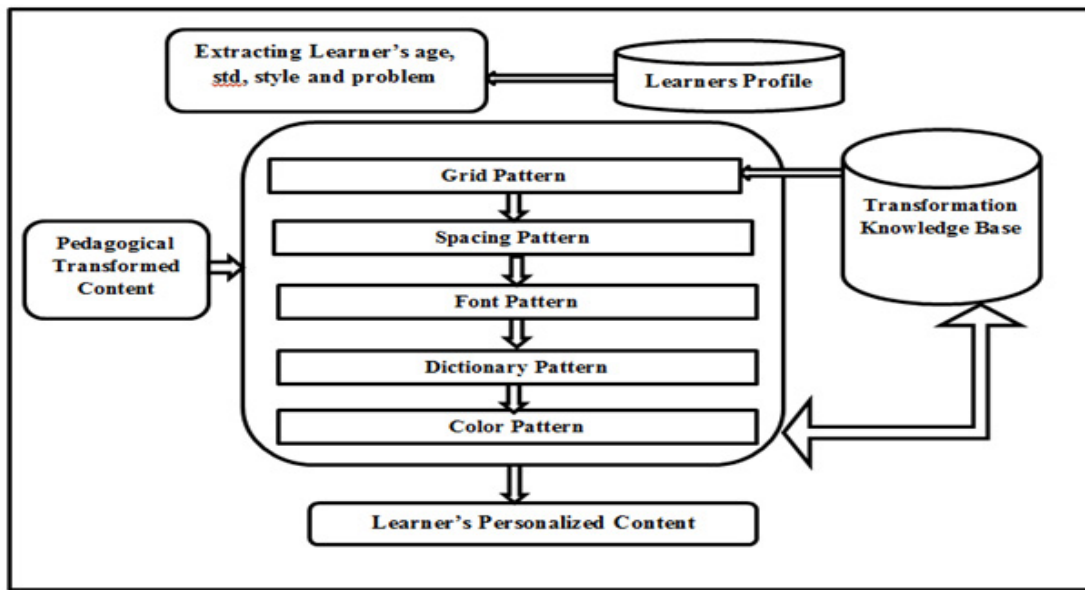 Extracting Learner's age,
std, style and problem
Learners Profile
Grid Pattern
Transformation
Knowledge Base
Spacing Pattern
Pedagogical
Transformed
Content
Font Pattern
Dictionary Pattern
Color Pattern
Learner's Personalized Content